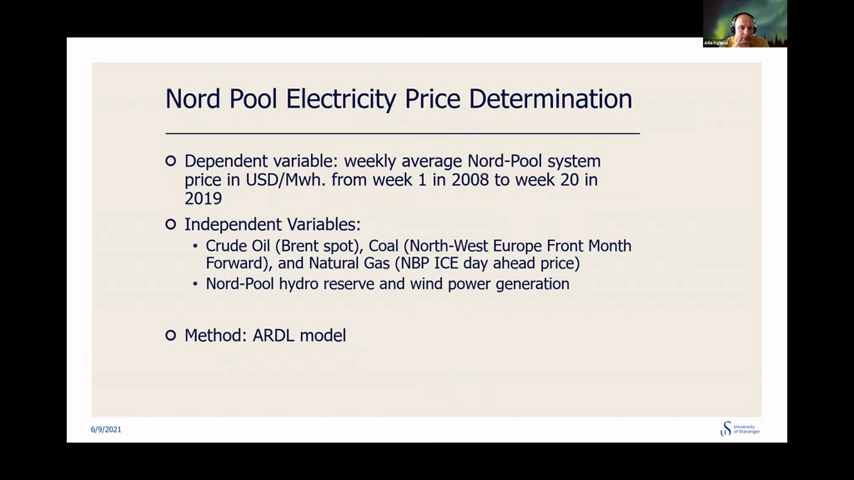 Nord Pool Electricity Price Determination
Dependent variable: weekly average Nord-Pool system
price in USD/Mwh. from week 1 in 2008 to week 20 in
2019
Independent Variables:
• Crude Oil (Brent spot), Coal (North-West Europe Front Month
Forward), and Natural Gas (NBP ICE day ahead price)
• Nord-Pool hydro reserve and wind power generation
Method: ARDL model
6/9/2021
University
of Stavanger